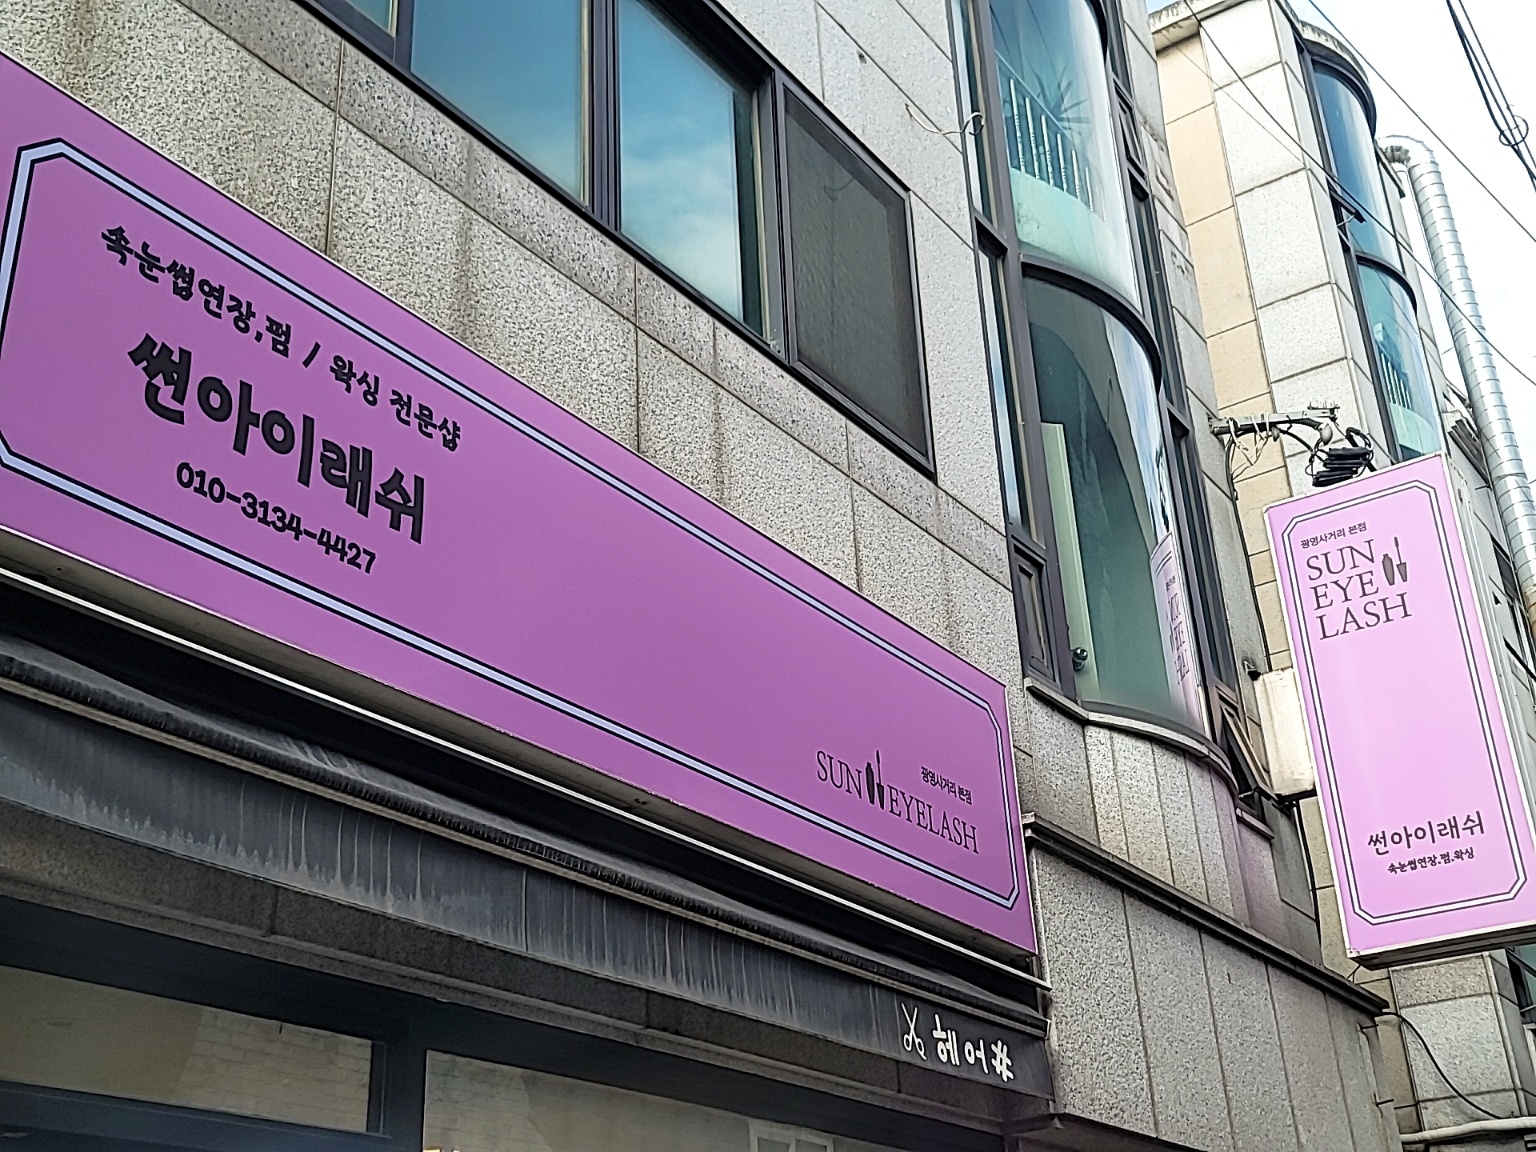 속눈썹연장,펌 / 왁싱 전문샵
썬아이래쉬
010-3134-4427
SUN EYELASH
광명사거리 본점
헤어#
광명사거리 본점
SUN
EYE
LASH
썬아이래쉬
속눈썹연장.펌.왁싱